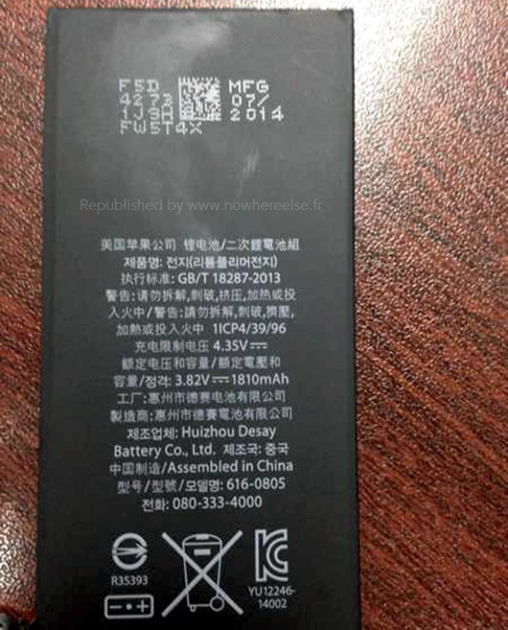 F5D
4273
1J9H
FW5T4X
MFG
07/
2014
Republished by www.nowhereelse.fr
美国苹果公司 锂电池/二次鋰電池組
제품명: 전지(리튬폴리머전지)
执行标准: GB/T 18287-2013
警告:请勿拆解,刺破,挤压,加热或投
入火中/警告:請勿拆解,刺破,擠壓,
加熱或投入火中 1ICP4/39/96
充电限制电压 4.35V
额定电压和容量/額定電壓和
容量/정격: 3.82V 1810mAh
工厂:惠州市德赛电池有限公司
製造商:惠州市德賽電池有限公司
제조업체: Huizhou Desay
Battery Co., Ltd. 제조국: 중국
中国制造/Assembled in China
型号/型號/모델명: 616-0805
전화: 080-333-4000
R35393
YU12246-
14002